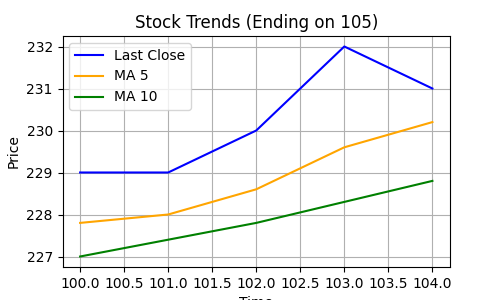 Stock Trends (Ending on 105)
232
231
230
229
228
227
Price
Last Close
MA 5
MA 10
100.0 100.5 101.0 101.5 102.0 102.5 103.0 103.5 104.0
Time